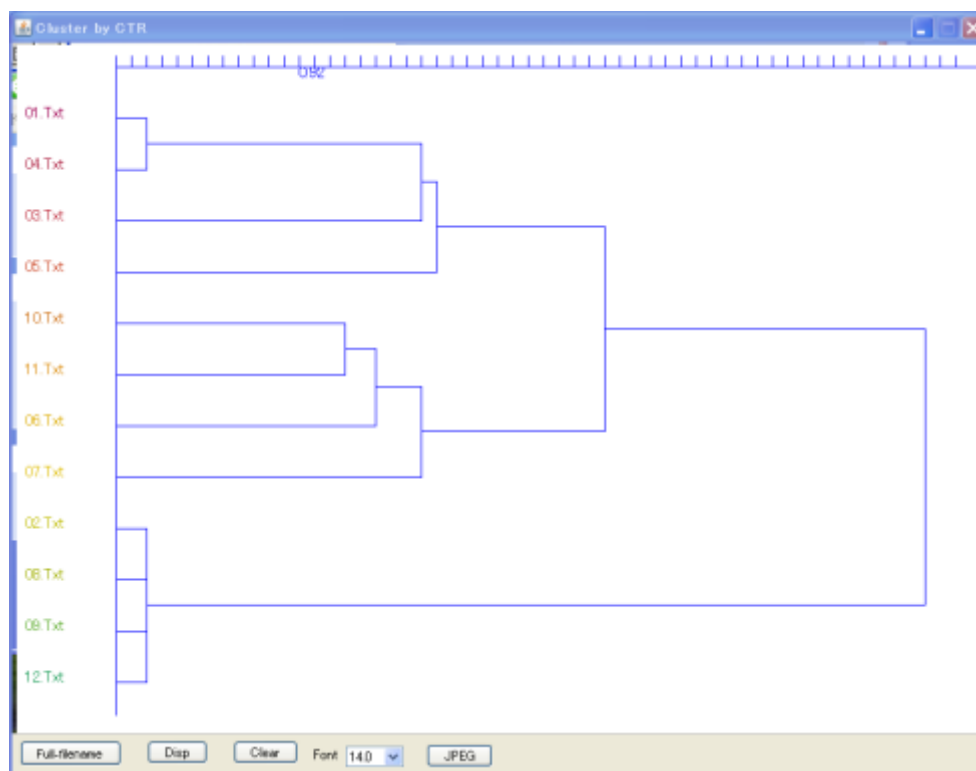 Cluster by CTR
0.92
01.Txt
04.Txt
03.Txt
05.Txt
10.Txt
11.Txt
06.Txt
07.Txt
02.Txt
08.Txt
09.Txt
12.Txt
Full-filename Disp Clear Font 14.0 JPEG